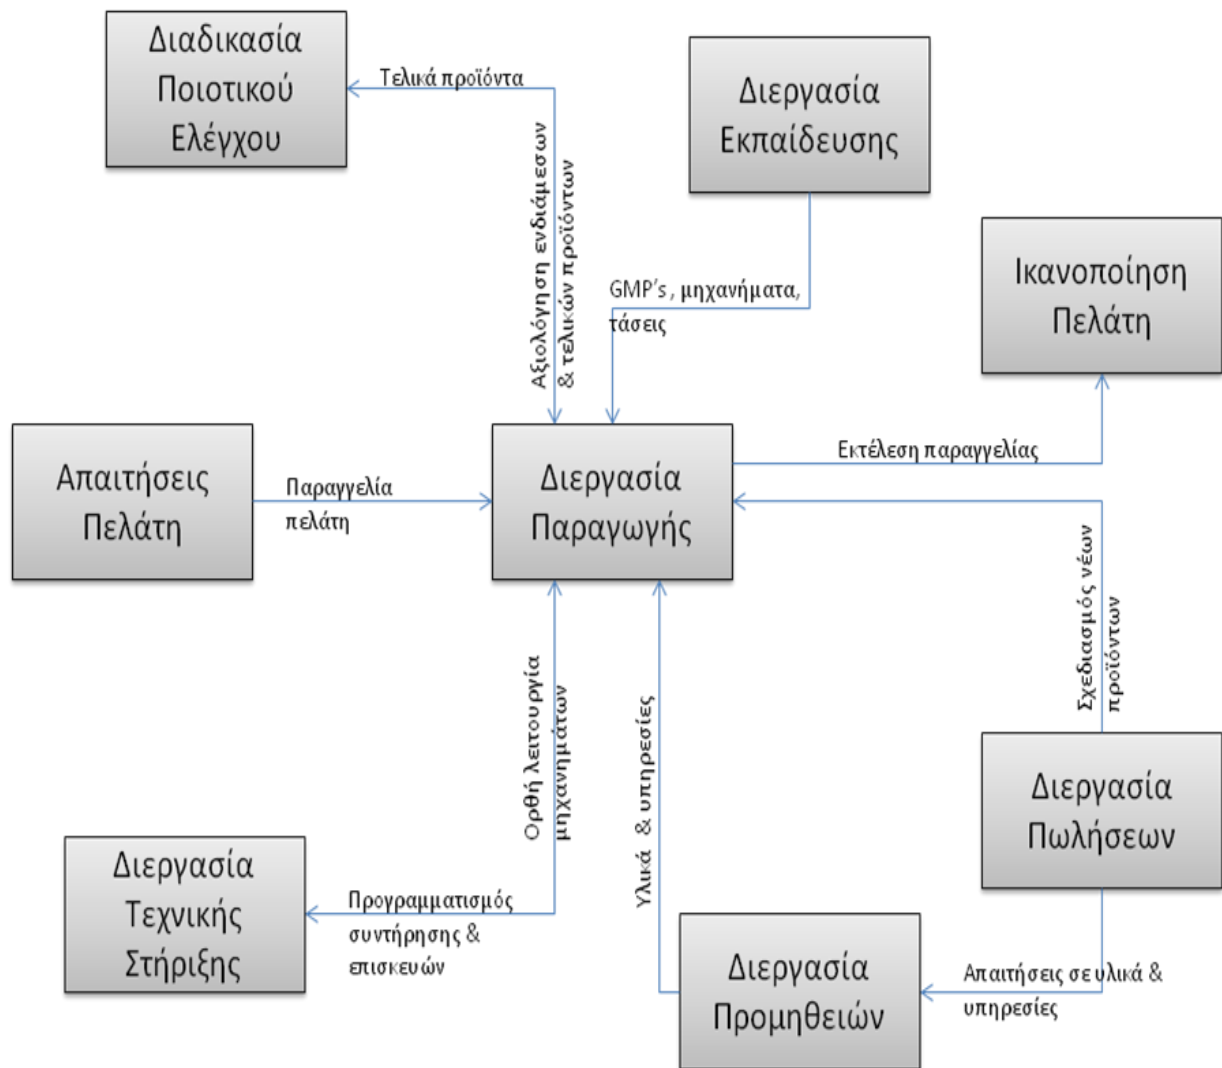 Διαδικασία
Ποιοτικού
Ελέγχου
Τελικά προϊόντα
Διεργασία
Εκπαίδευσης
Αξιολόγηση ενδιάμεσων
& τελικών προϊόντων
GMP's, μηχανήματα,
τάσεις
Ικανοποίηση
Πελάτη
Απαιτήσεις
Πελάτη
Παραγγελία
πελάτη
Διεργασία
Παραγωγής
Εκτέλεση παραγγελίας
Σχεδιασμός νέων
προϊόντων
Ορθή λειτουργία
μηχανημάτων
Υλικά & υπηρεσίες
Διεργασία
Πωλήσεων
Διεργασία
Τεχνικής
Στήριξης
Προγραμματισμός
συντήρησης &
επισκευών
Διεργασία
Προμηθειών
Απαιτήσεις σε υλικά &
υπηρεσίες